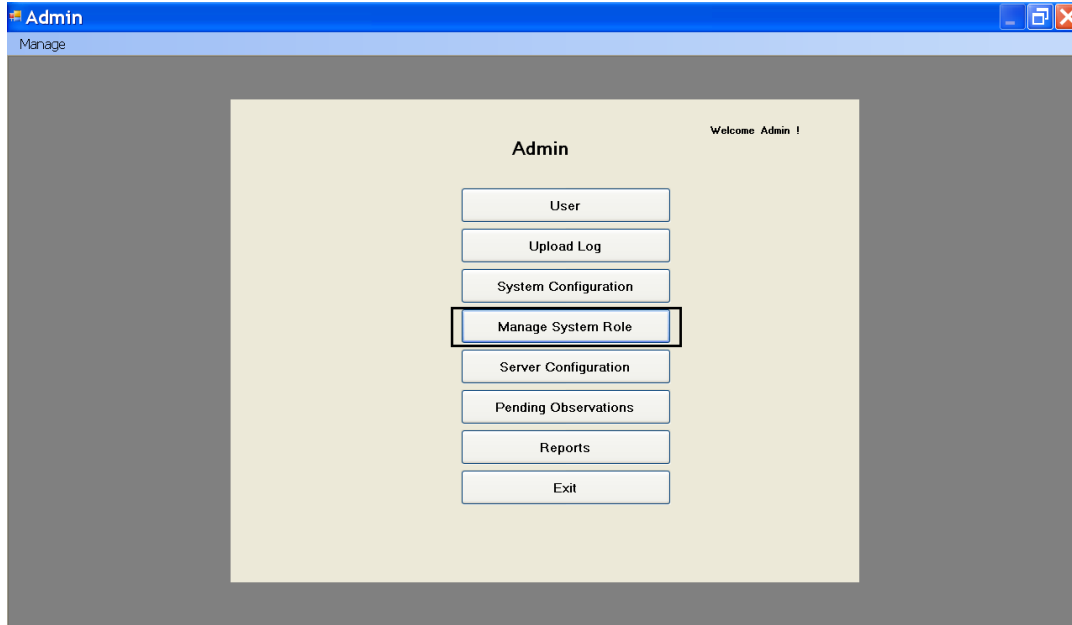 Admin
Manage
Welcome Admin !
Admin
User
Upload Log
System Configuration
Manage System Role
Server Configuration
Pending Observations
Reports
Exit